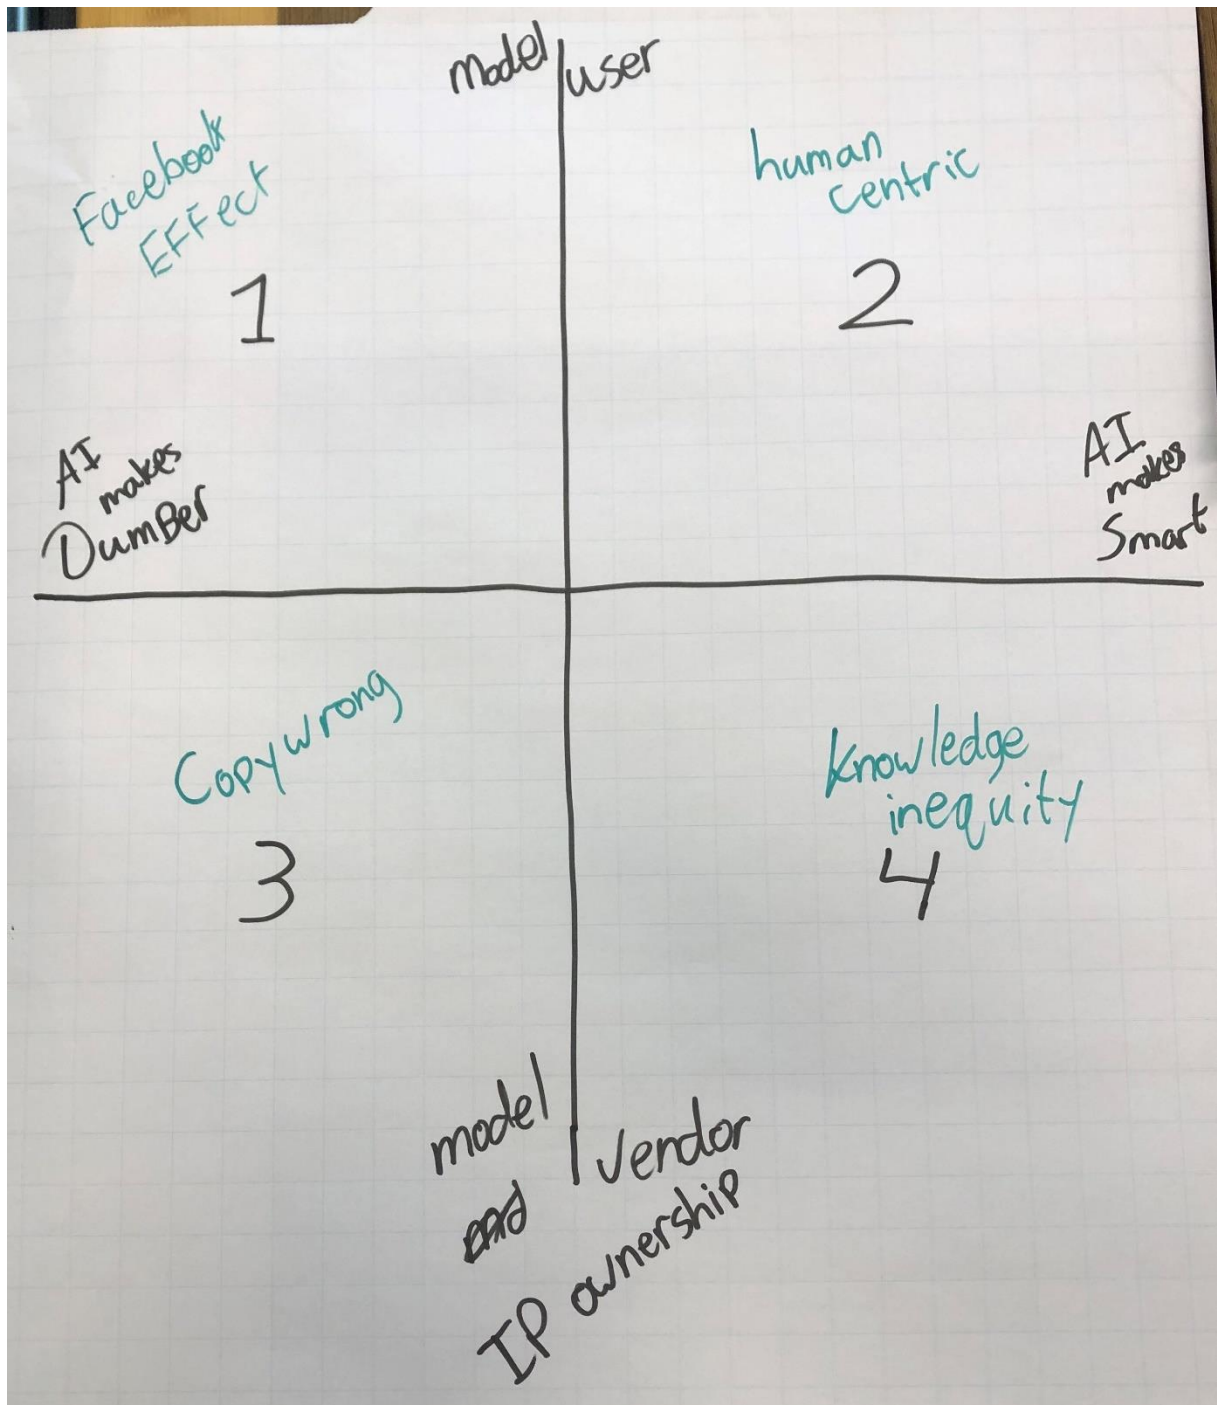 model/user
Facebook
EFFect
1
human
centric
2
AI
makes
DumBer
AI
makes
Smart
Copywrong
3
knowledge
inequity
4
model
vendor
IP ownership